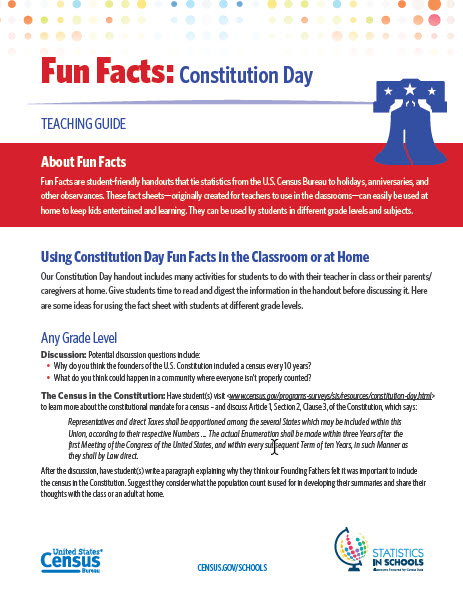 Fun Facts: Constitution Day
TEACHING GUIDE
About Fun Facts
Fun Facts are student-friendly handouts that tie statistics from the U.S. Census Bureau to holidays, anniversaries, and
other observances. These fact sheets—originally created for teachers to use in the classrooms—can easily be used at
home to keep kids entertained and learning. They can be used by students in different grade levels and subjects.
Using Constitution Day Fun Facts in the Classroom or at Home
Our Constitution Day handout includes many activities for students to do with their teacher in class or their parents/
caregivers at home. Give students time to read and digest the information in the handout before discussing it. Here
are some ideas for using the fact sheet with students at different grade levels.
Any Grade Level
Discussion: Potential discussion questions include:
• Why do you think the founders of the U.S. Constitution included a census every 10 years?
• What do you think could happen in a community where everyone isn't properly counted?
The Census in the Constitution: Have student(s) visit <www.census.gov/programs-surveys/sis/resources/constitution-day.html>
to learn more about the constitutional mandate for a census – and discuss Article 1, Section 2, Clause 3, of the Constitution, which says:
Representatives and direct Taxes shall be apportioned among the several States which may be included within this
Union, according to their respective Numbers ... The actual Enumeration shall be made within three Years after the
first Meeting of the Congress of the United States, and within every subsequent Term of ten Years, in such Manner as
they shall by Law direct.
After the discussion, have student(s) write a paragraph explaining why they think our Founding Fathers felt it was important to include
the census in the Constitution. Suggest they consider what the population count is used for in developing their summaries and share their
thoughts with the class or an adult at home.
United States®
Census
Bureau
CENSUS.GOV/SCHOOLS
STATISTICS
IN SCHOOLS
Classrooms Powered by Census Data